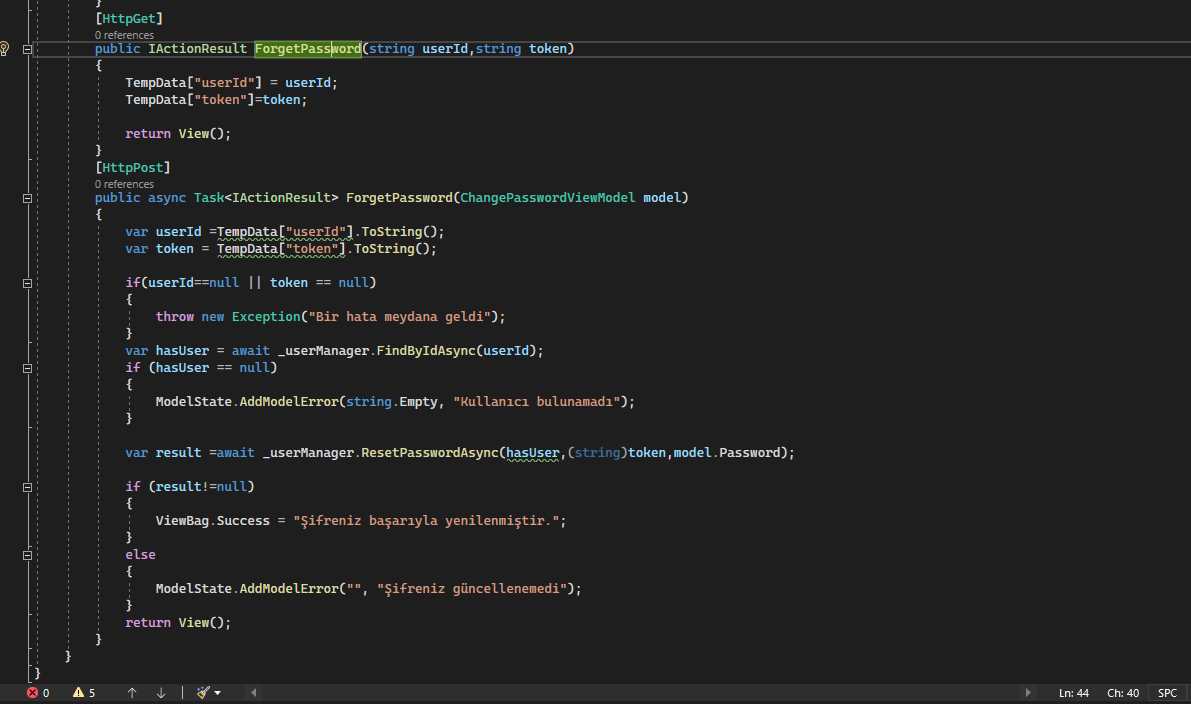 }
[HttpGet]
0 references
public IActionResult ForgetPassword(string userId,string token)
{
TempData["userId"] = userId;
TempData["token"]=token;
return View();
}
[HttpPost]
0 references
public async Task<IActionResult> ForgetPassword(ChangePasswordViewModel model)
{
var userId =TempData["userId"].ToString();
var token = TempData["token"].ToString();
if(userId==null || token == null)
{
throw new Exception("Bir hata meydana geldi");
}
var hasUser = await _userManager.FindByIdAsync(userId);
if (hasUser == null)
{
ModelState.AddModelError(string.Empty, "Kullanıcı bulunamadı");
}
var result =await _userManager.ResetPasswordAsync(hasUser,(string)token,model.Password);
if (result!=null)
{
ViewBag.Success = "Şifreniz başarıyla yenilenmiştir.";
}
else
{
ModelState.AddModelError("", "Şifreniz güncellenemedi");
}
return View();
}
}
}
0 5 Ln: 44 Ch: 40 SPC